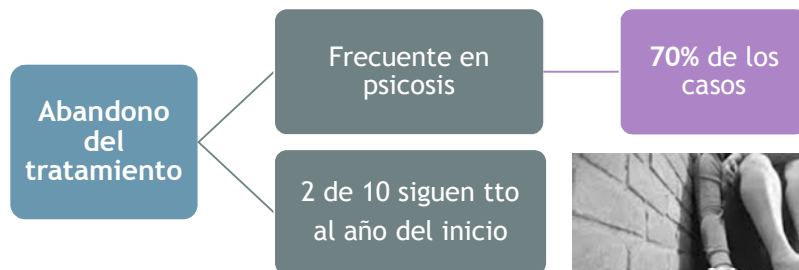 Abandono
del
tratamiento
Frecuente en
psicosis
70% de los
casos
2 de 10 siguen tto
al año del inicio